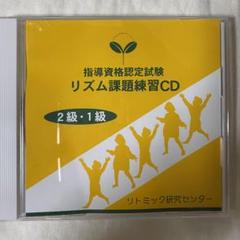 指導資格認定試験
リズム課題練習CD
２級・１級
リトミック研究センター